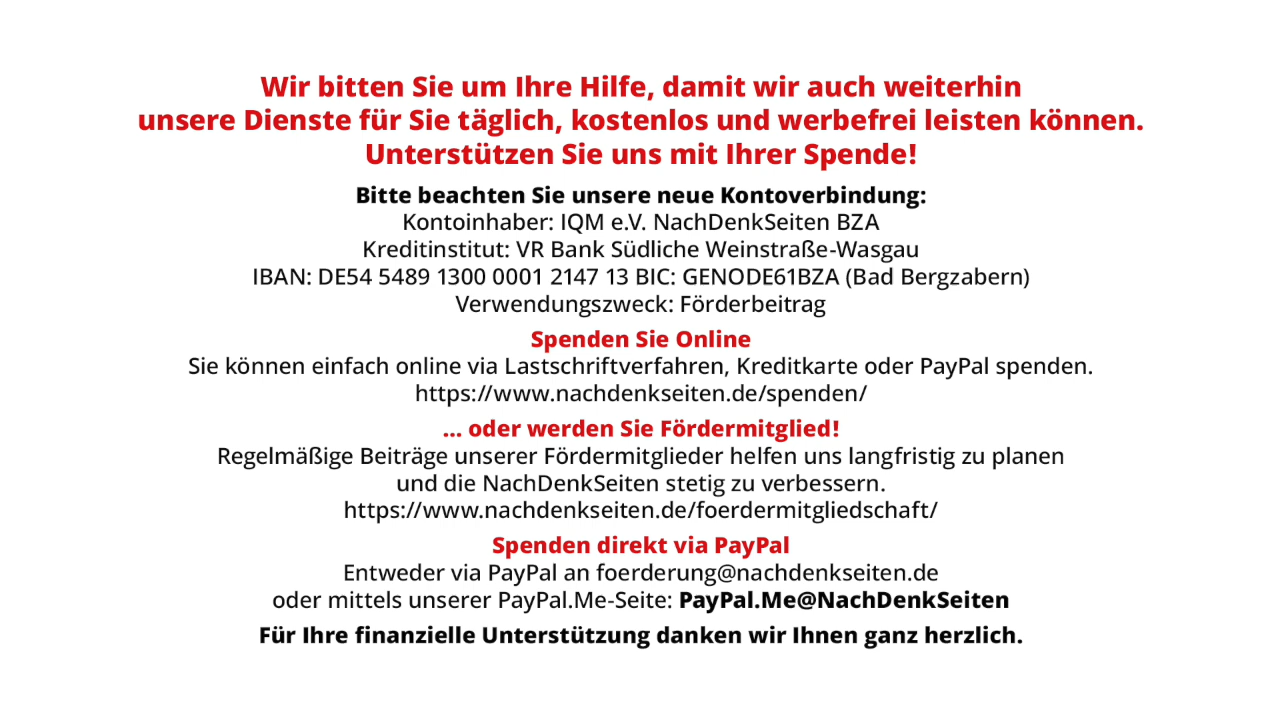 Wir bitten Sie um Ihre Hilfe, damit wir auch weiterhin
unsere Dienste für Sie täglich, kostenlos und werbefrei leisten können.
Unterstützen Sie uns mit Ihrer Spende!
Bitte beachten Sie unsere neue Kontoverbindung:
Kontoinhaber: IQM e.V. NachDenkSeiten BZA
Kreditinstitut: VR Bank Südliche Weinstraße-Wasgau
IBAN: DE54 5489 1300 0001 2147 13 BIC: GENODE61BZA (Bad Bergzabern)
Verwendungszweck: Förderbeitrag
Spenden Sie Online
Sie können einfach online via Lastschriftverfahren, Kreditkarte oder PayPal spenden.
https://www.nachdenkseiten.de/spenden/
... oder werden Sie Fördermitglied!
Regelmäßige Beiträge unserer Fördermitglieder helfen uns langfristig zu planen
und die NachDenkSeiten stetig zu verbessern.
https://www.nachdenkseiten.de/foerdermitgliedschaft/
Spenden direkt via PayPal
Entweder via PayPal an foerderung@nachdenkseiten.de
oder mittels unserer PayPal.Me-Seite: PayPal.Me@NachDenkSeiten
Für Ihre finanzielle Unterstützung danken wir Ihnen ganz herzlich.